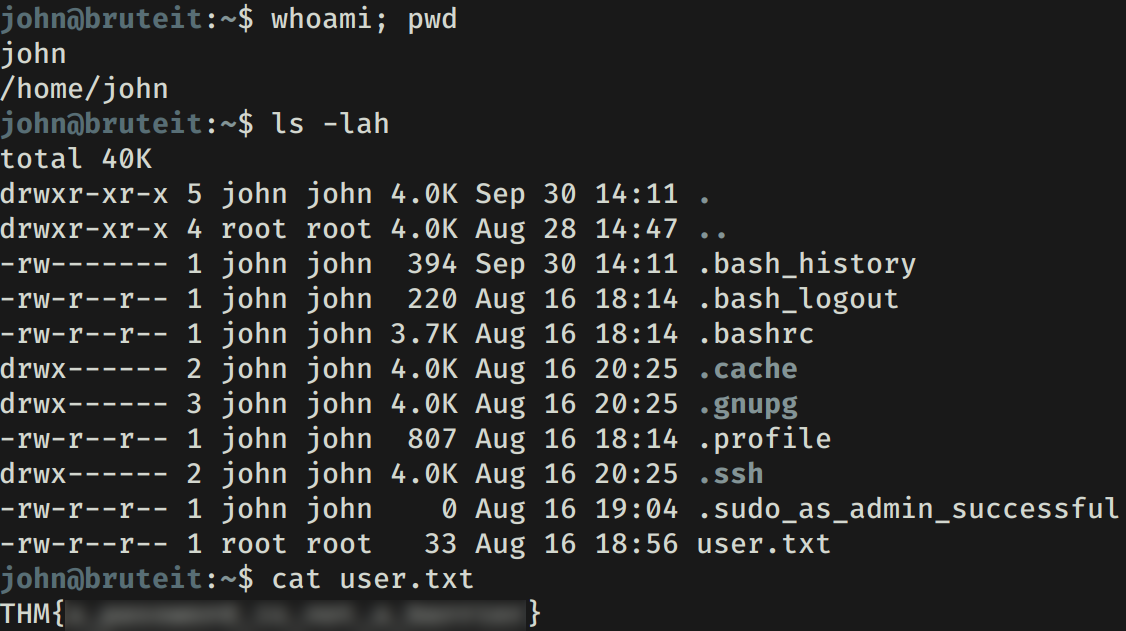 john@bruteit:~$ whoami; pwd
john
/home/john
john@bruteit:~$ ls -lah
total 40K
drwxr-xr-x 5 john john 4.0K Sep 30 14:11 .
drwxr-xr-x 4 root root 4.0K Aug 28 14:47 ..
-rw------- 1 john john  394 Sep 30 14:11 .bash_history
-rw-r--r-- 1 john john  220 Aug 16 18:14 .bash_logout
-rw-r--r-- 1 john john 3.7K Aug 16 18:14 .bashrc
drwx------ 2 john john 4.0K Aug 16 20:25 .cache
drwx------ 3 john john 4.0K Aug 16 20:25 .gnupg
-rw-r--r-- 1 john john  807 Aug 16 18:14 .profile
drwx------ 2 john john 4.0K Aug 16 20:25 .ssh
-rw-r--r-- 1 john john    0 Aug 16 19:04 .sudo_as_admin_successful
-rw-r--r-- 1 root root   33 Aug 16 18:56 user.txt
john@bruteit:~$ cat user.txt
THM{ }